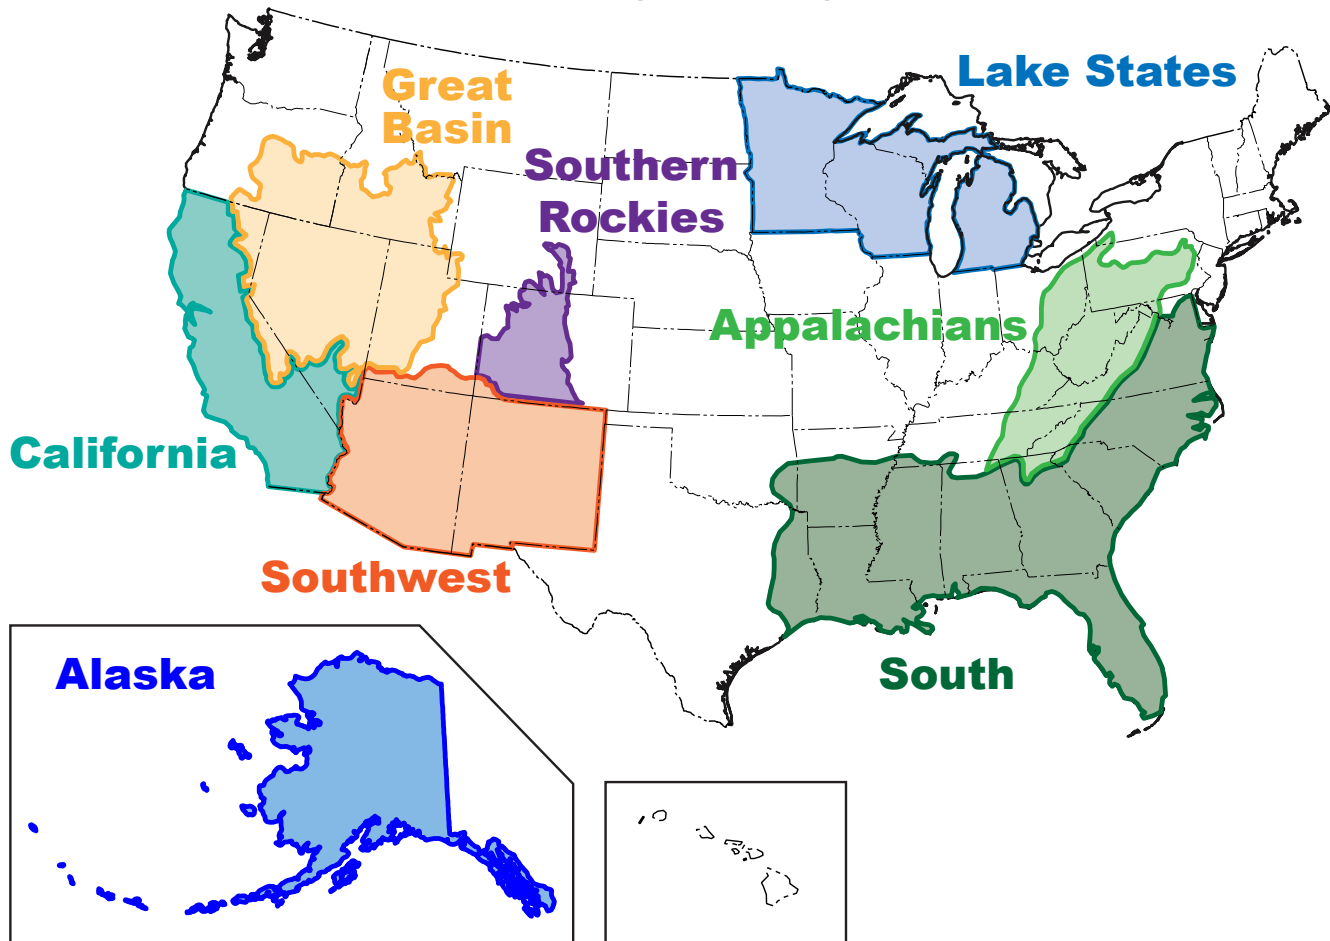 Lake States
Great
Basin
Southern
Rockies
Appalachians
California
Southwest
Alaska
South